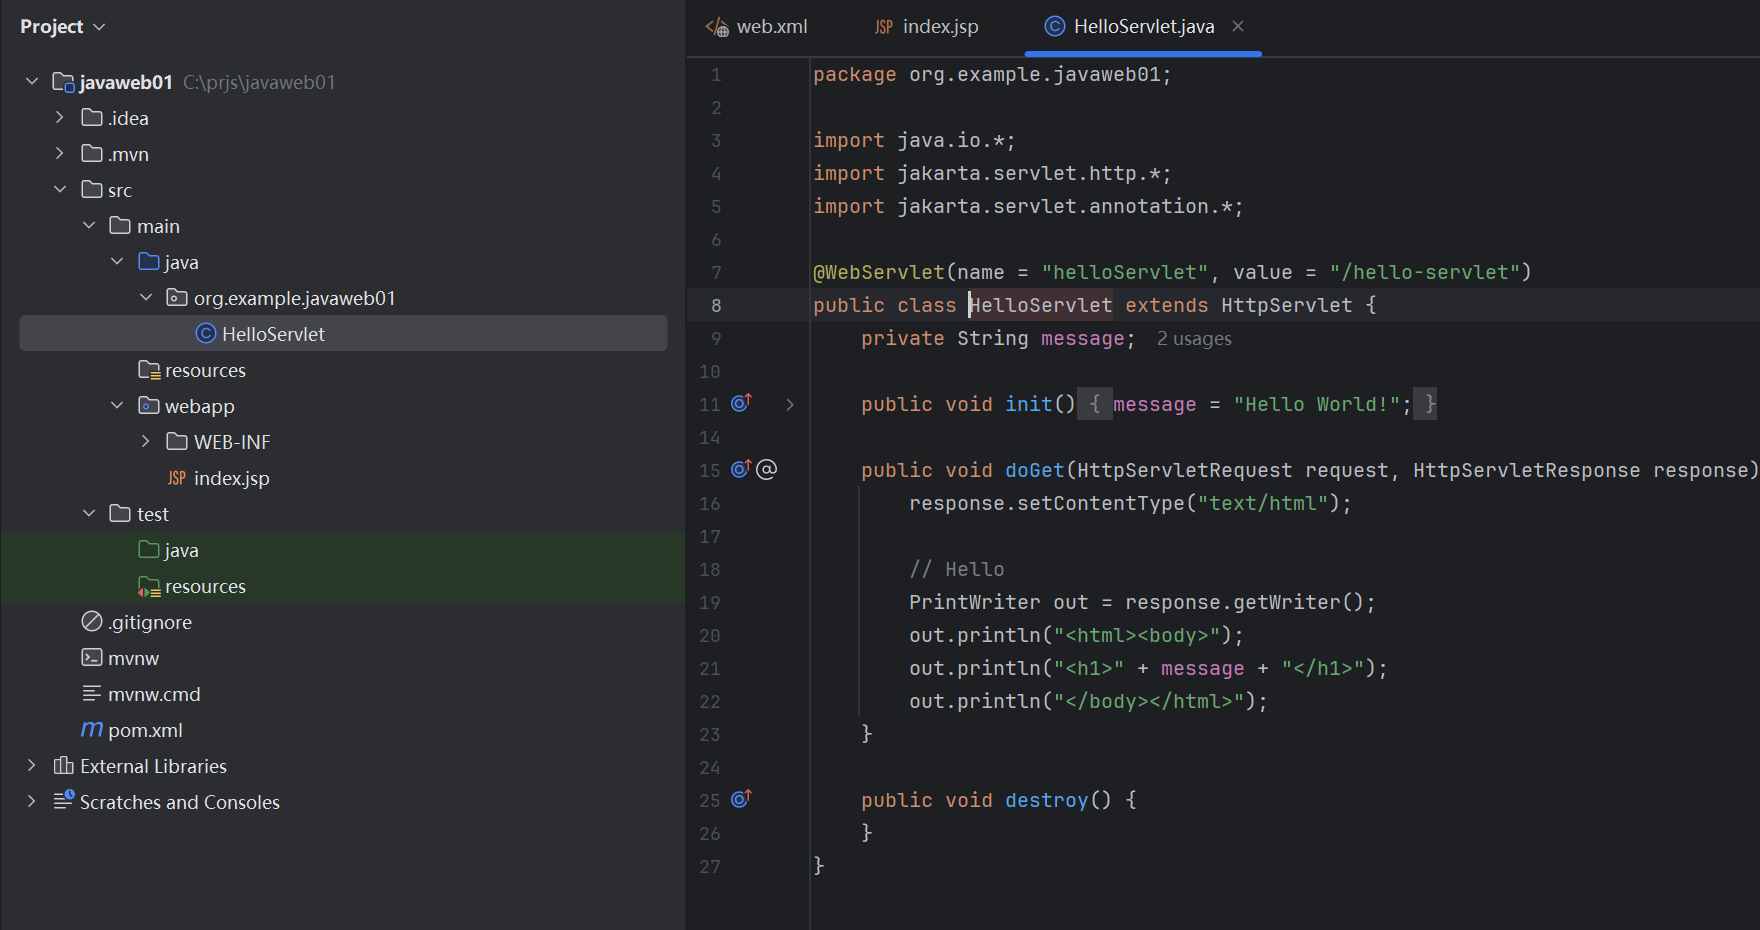 Project
javaweb01 C:\prjs\javaweb01
.idea
.mvn
src
main
java
org.example.javaweb01
HelloServlet
resources
webapp
WEB-INF
JSP index.jsp
test
java
resources
.gitignore
mvnw
mvnw.cmd
m pom.xml
External Libraries
Scratches and Consoles
web.xml JSP index.jsp HelloServlet.java
1 package org.example.javaweb01;
2
3 import java.io.*;
4 import jakarta.servlet.http.*;
5 import jakarta.servlet.annotation.*;
6
7 @WebServlet(name = "helloServlet", value = "/hello-servlet")
8 public class HelloServlet extends HttpServlet {
9 private String message; 2 usages
10
11 public void init() { message = "Hello World!"; }
14
15 @ public void doGet(HttpServletRequest request, HttpServletResponse response)
16 response.setContentType("text/html");
17
18 // Hello
19 PrintWriter out = response.getWriter();
20 out.println("<html><body>");
21 out.println("<h1>" + message + "</h1>");
22 out.println("</body></html>");
23 }
24
25 public void destroy() {
26 }
27 }